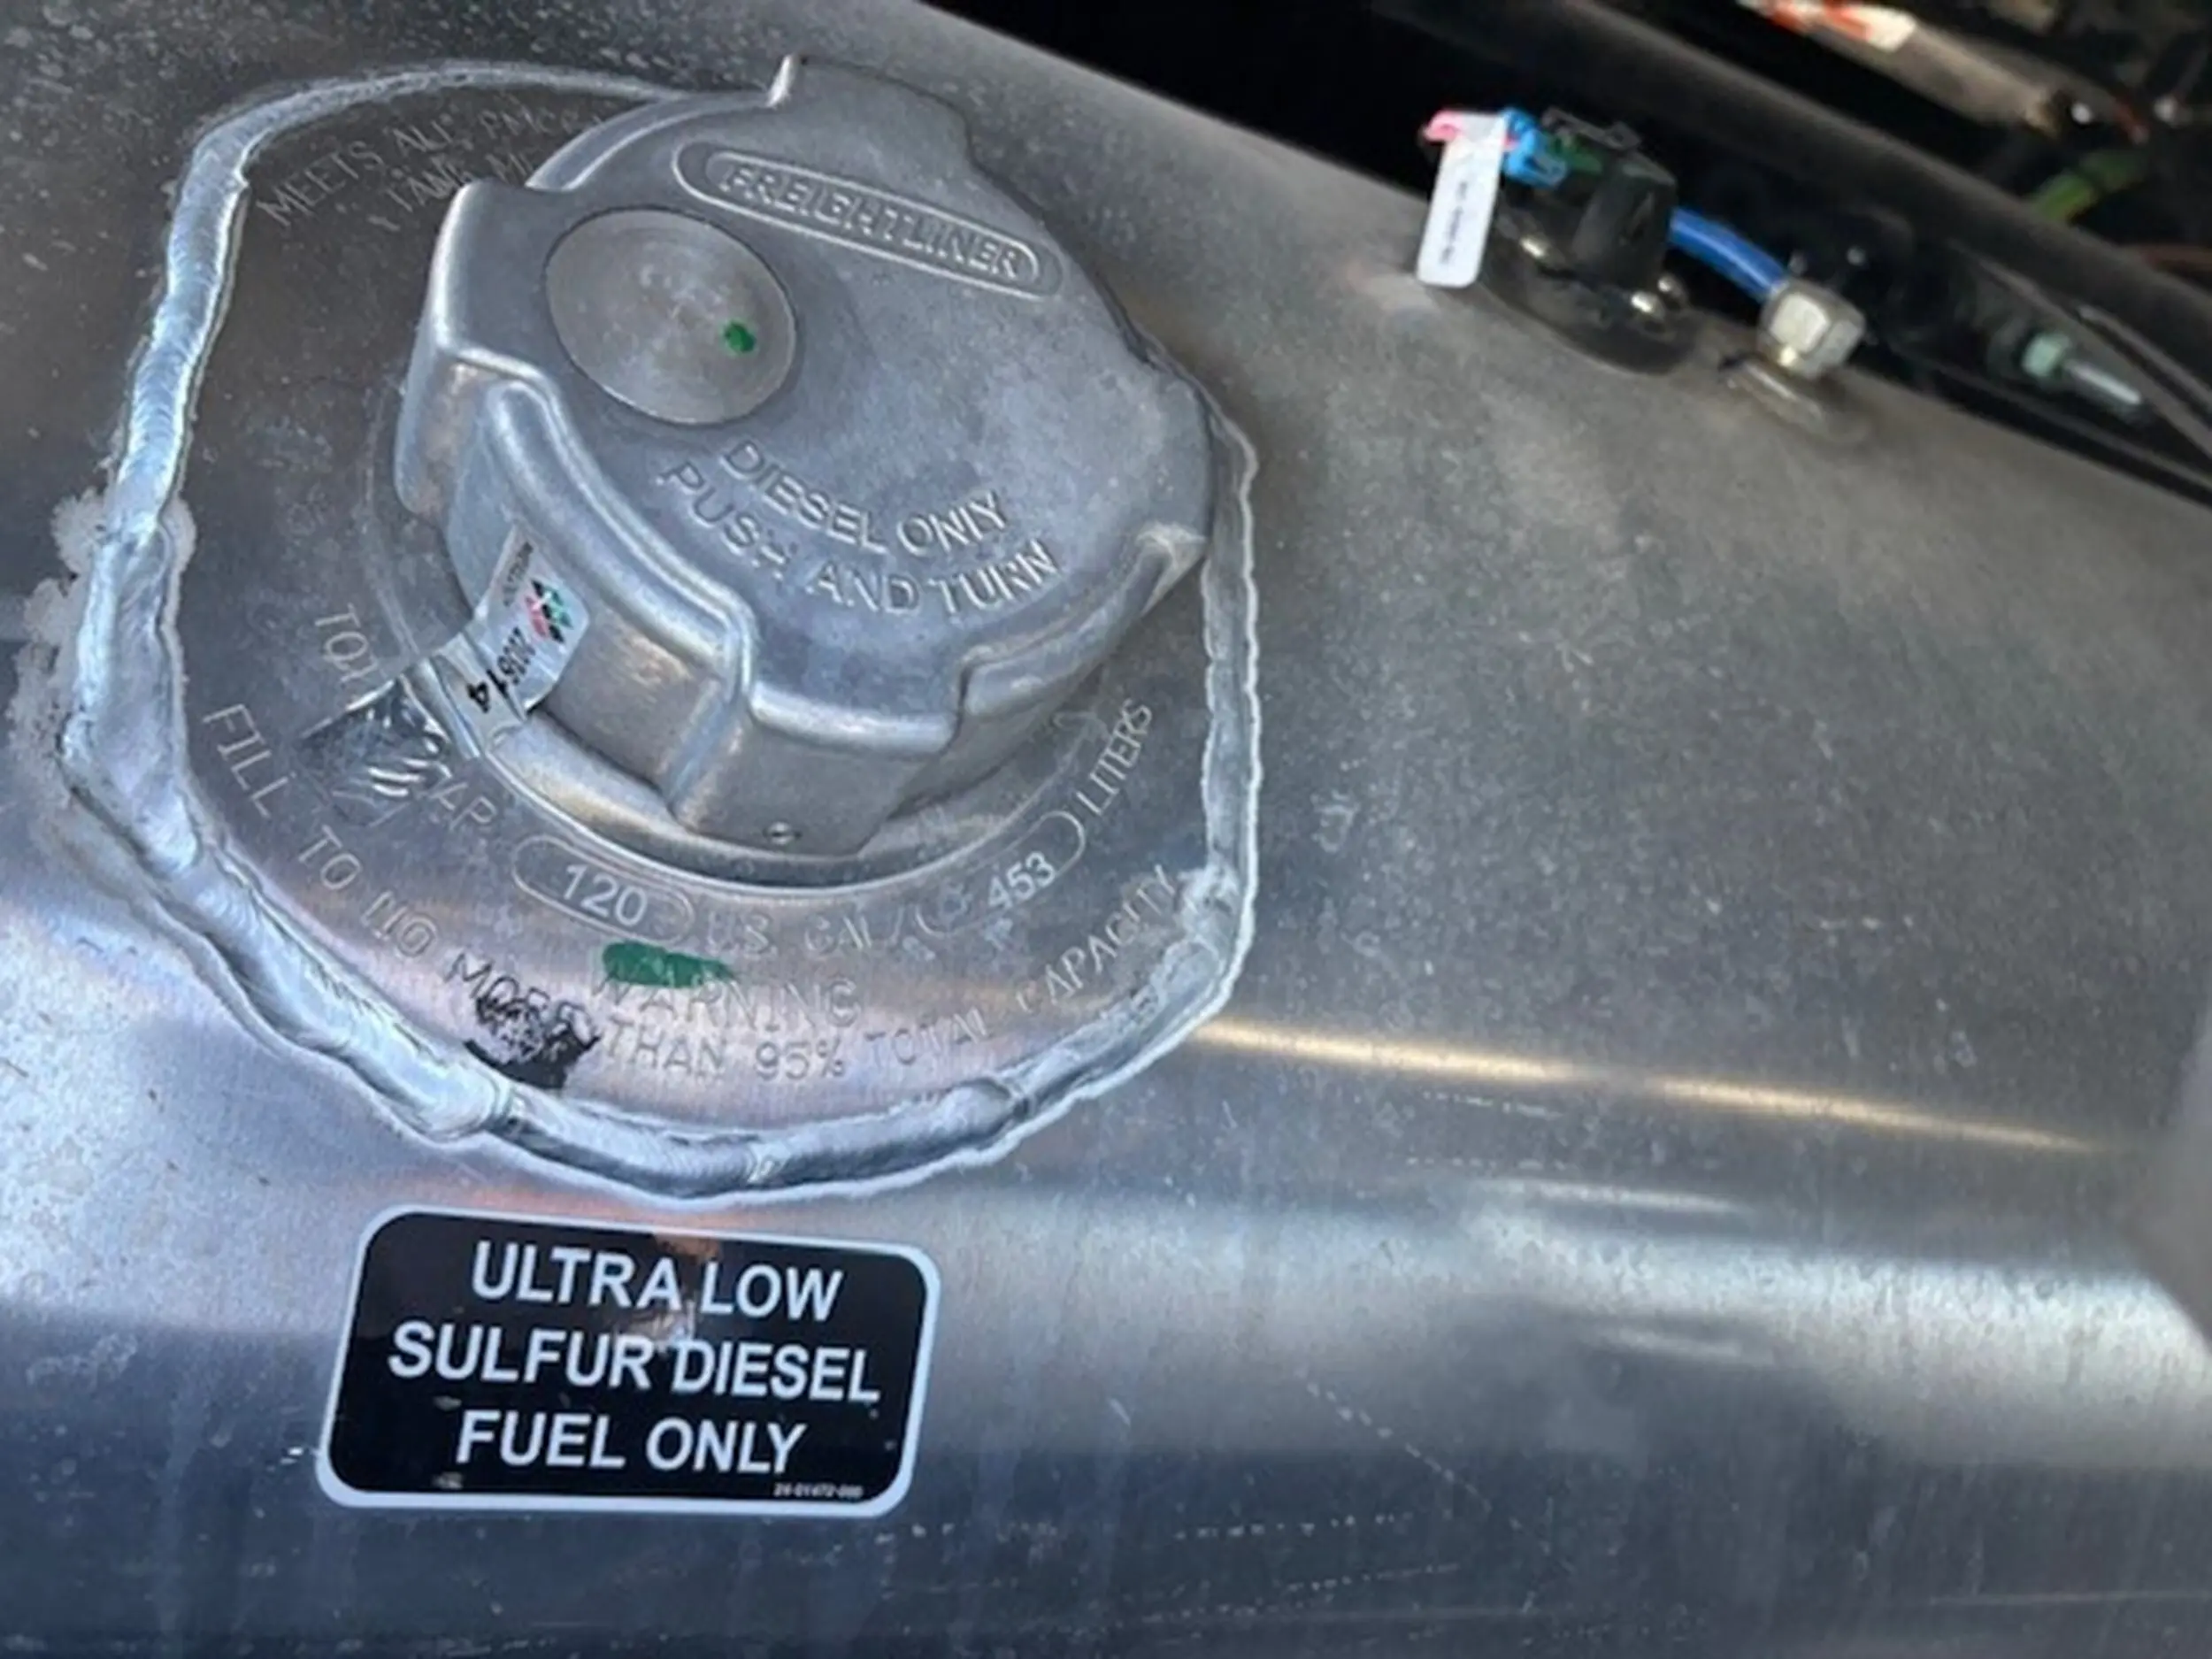 MEETS ALL
FREIGHTLINER
DIESEL ONLY
PUSH AND TURN
120 US GAL/ 453 LITERS
WARNING
FILL TO NO MORE THAN 95% TOTAL CAPACITY
ULTRA LOW
SULFUR DIESEL
FUEL ONLY